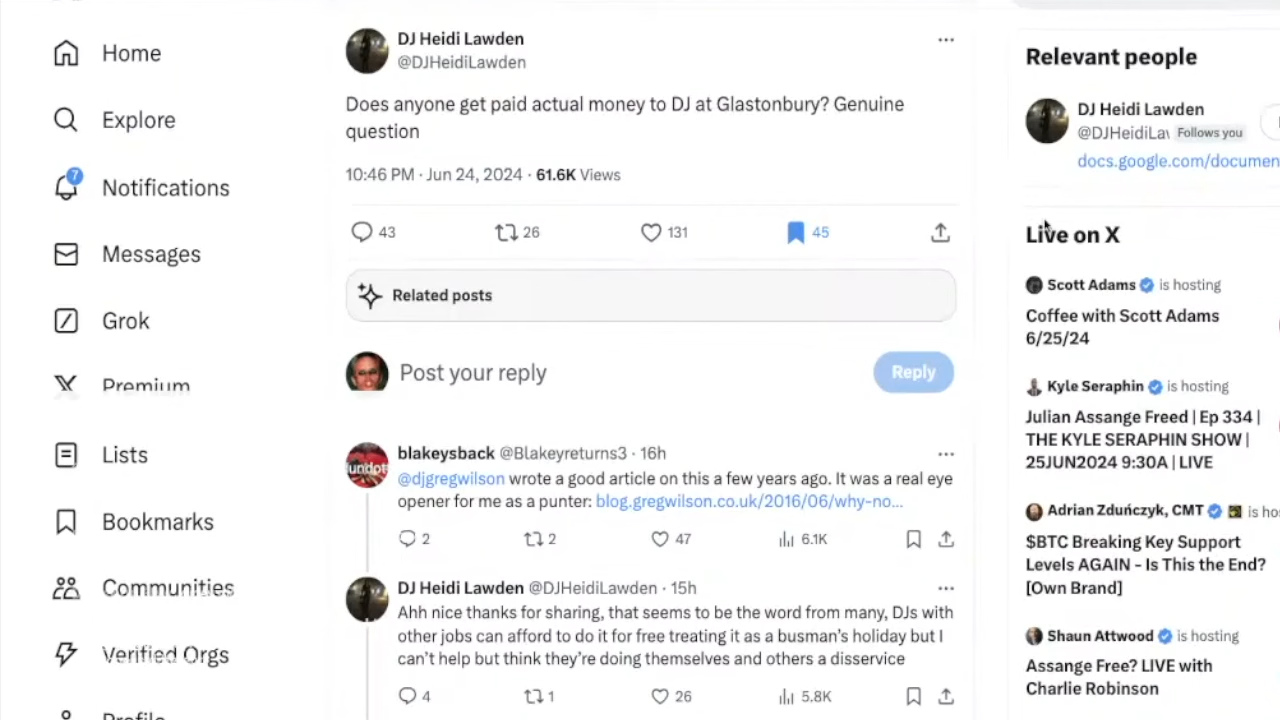 Home
Explore
7
Notifications
Messages
Grok
Premium
Lists
Bookmarks
Communities
Verified Orgs
Profile
DJ Heidi Lawden
@DJHeidiLawden
Does anyone get paid actual money to DJ at Glastonbury? Genuine
question
10:46 PM · Jun 24, 2024 · 61.6K Views
43 26 131 45
Related posts
Post your reply
Reply
blakeysback @Blakeyreturns3 · 16h
@djgregwilson wrote a good article on this a few years ago. It was a real eye
opener for me as a punter: blog.gregwilson.co.uk/2016/06/why-no...
2 2 47 6.1K
DJ Heidi Lawden @DJHeidiLawden · 15h
Ahh nice thanks for sharing, that seems to be the word from many, DJs with
other jobs can afford to do it for free treating it as a busman's holiday but I
can't help but think they're doing themselves and others a disservice
4 1 26 5.8K
Relevant people
DJ Heidi Lawden
@DJHeidiLav Follows you
docs.google.com/documen
Live on X
Scott Adams is hosting
Coffee with Scott Adams
6/25/24
Kyle Seraphin is hosting
Julian Assange Freed | Ep 334 |
THE KYLE SERAPHIN SHOW |
25JUN2024 9:30A | LIVE
Adrian Zduńczyk, CMT is hos
$BTC Breaking Key Support
Levels AGAIN - Is This the End?
[Own Brand]
Shaun Attwood is hosting
Assange Free? LIVE with
Charlie Robinson